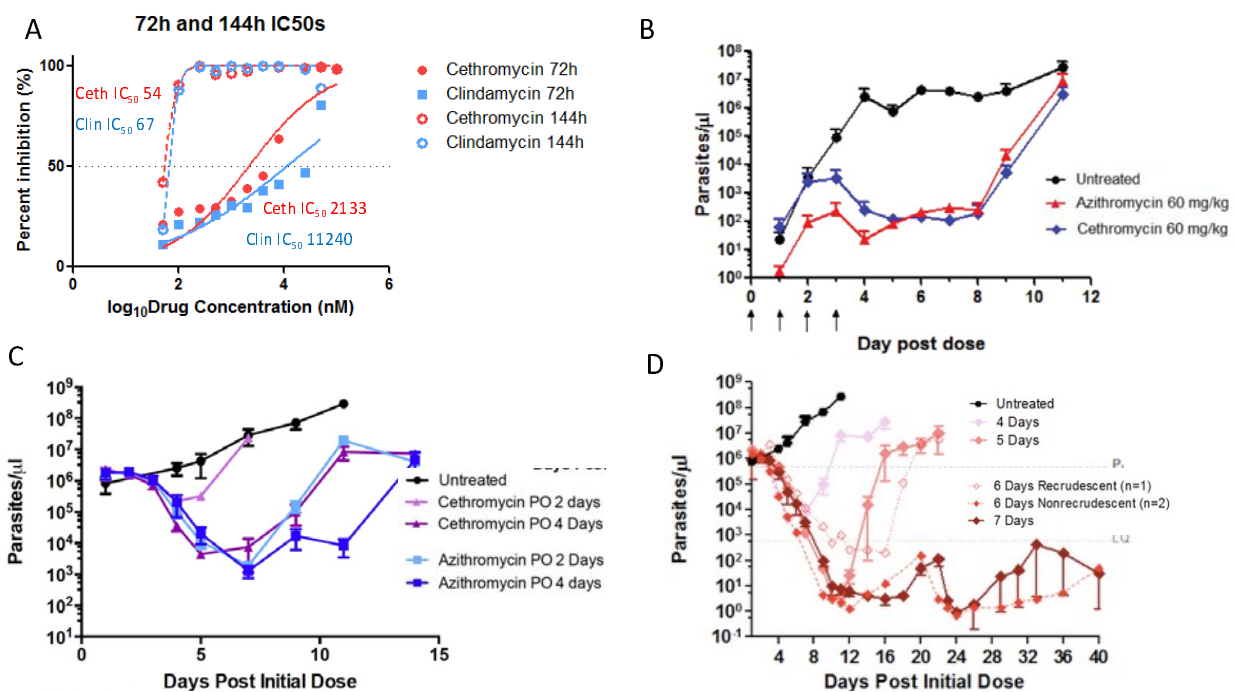 A
72h and 144h IC50s
Percent inhibition (%)
100
50
0
Ceth IC50 54
Clin IC50 67
Ceth IC50 2133
Clin IC50 11240
0 2 4 6
log10Drug Concentration (nM)
Cethromycin 72h
Clindamycin 72h
Cethromycin 144h
Clindamycin 144h
B
Parasites/µl
10^8
10^7
10^6
10^5
10^4
10^3
10^2
10^1
10^0
0 2 4 6 8 10 12
Day post dose
Untreated
Azithromycin 60 mg/kg
Cethromycin 60 mg/kg
C
Parasites/µl
10^9
10^8
10^7
10^6
10^5
10^4
10^3
10^2
10^1
0 5 10 15
Days Post Initial Dose
Untreated
Cethromycin PO 2 days
Cethromycin PO 4 Days
Azithromycin PO 2 Days
Azithromycin PO 4 days
D
Parasites/µl
10^9
10^8
10^7
10^6
10^5
10^4
10^3
10^2
10^1
10^0
10^-1
4 8 12 16 20 24 28 32 36 40
Days Post Initial Dose
Untreated
4 Days
5 Days
6 Days Recrudescent (n=1)
6 Days Nonrecrudescent (n=2)
7 Days